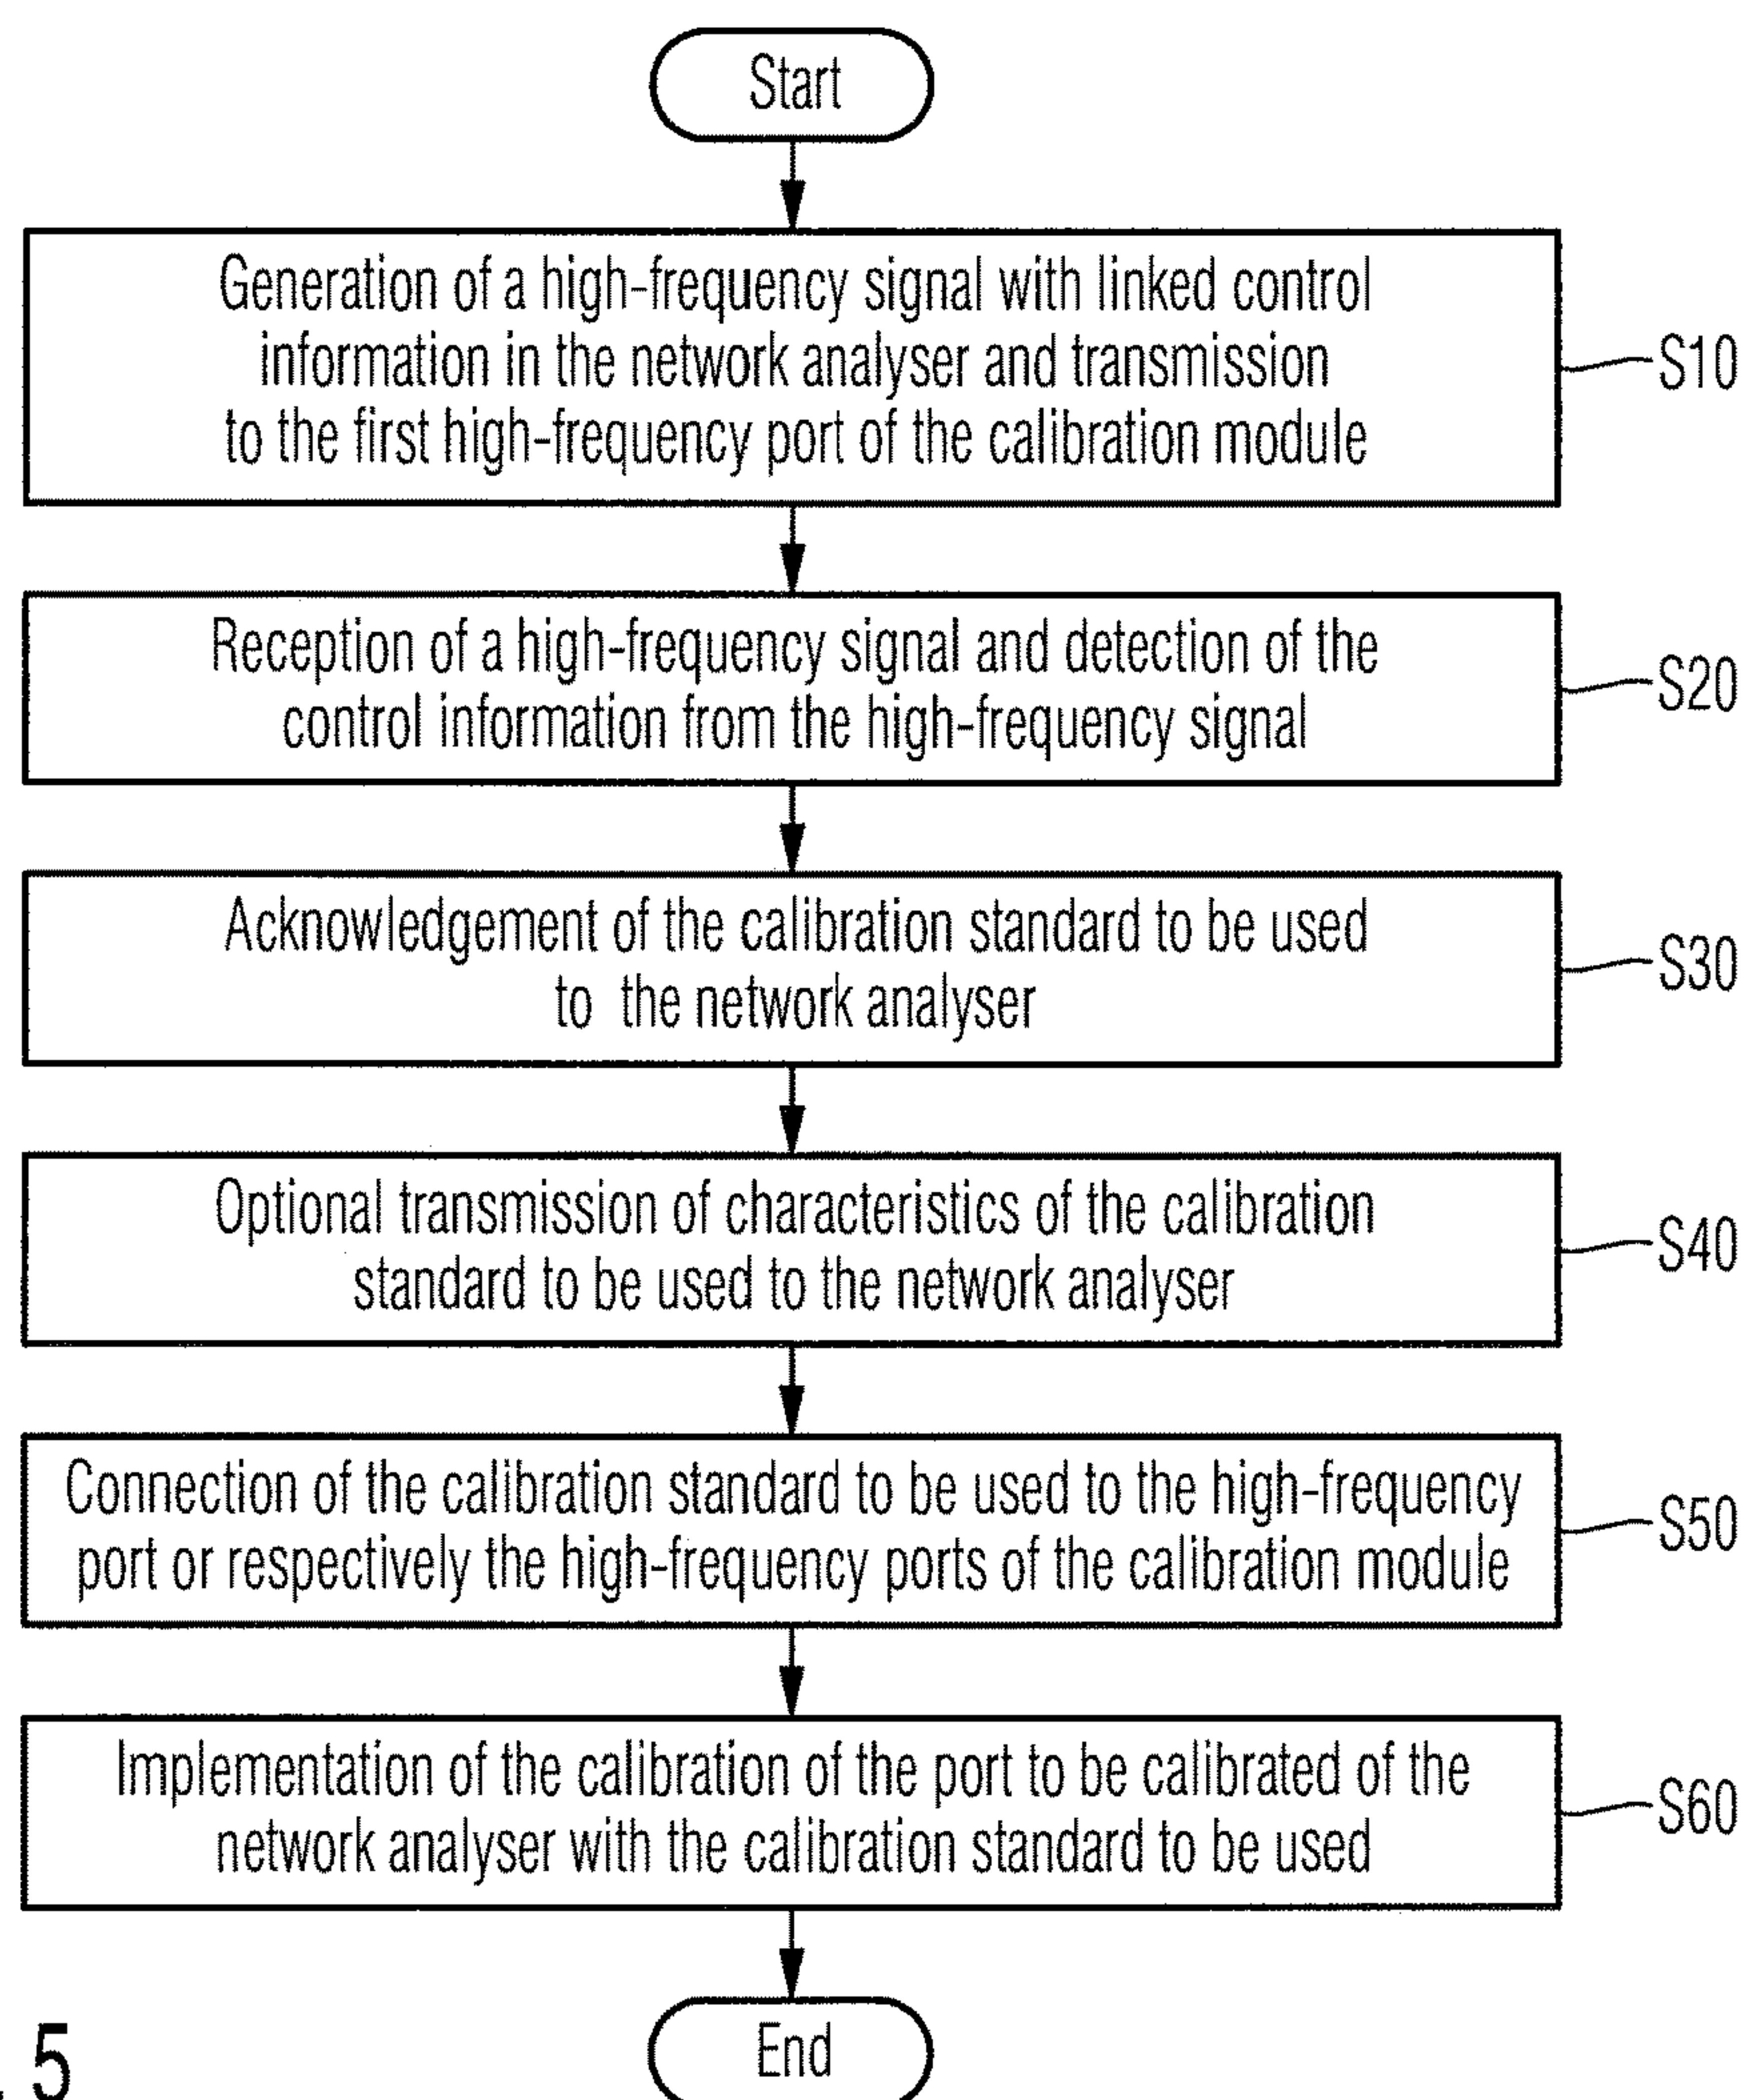 Start
Generation of a high-frequency signal with linked control
information in the network analyser and transmission
to the first high-frequency port of the calibration module
S10
Reception of a high-frequency signal and detection of the
control information from the high-frequency signal
S20
Acknowledgement of the calibration standard to be used
to the network analyser
S30
Optional transmission of characteristics of the calibration
standard to be used to the network analyser
S40
Connection of the calibration standard to be used to the high-frequency
port or respectively the high-frequency ports of the calibration module
S50
Implementation of the calibration of the port to be calibrated of the
network analyser with the calibration standard to be used
S60
End
. 5